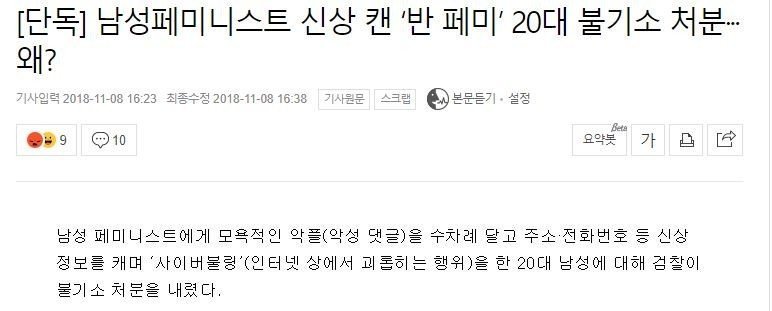 [단독] 남성페미니스트 신상 캔 ‘반 페미’ 20대 불기소 처분…
왜?
기사입력 2018-11-08 16:23 최종수정 2018-11-08 16:38 기사원문 스크랩 본문듣기 · 설정
9 10 요약봇 Beta 가
남성 페미니스트에게 모욕적인 악플(악성 댓글)을 수차례 달고 주소·전화번호 등 신상
정보를 캐며 ‘사이버불링’(인터넷 상에서 괴롭히는 행위)을 한 20대 남성에 대해 검찰이
불기소 처분을 내렸다.